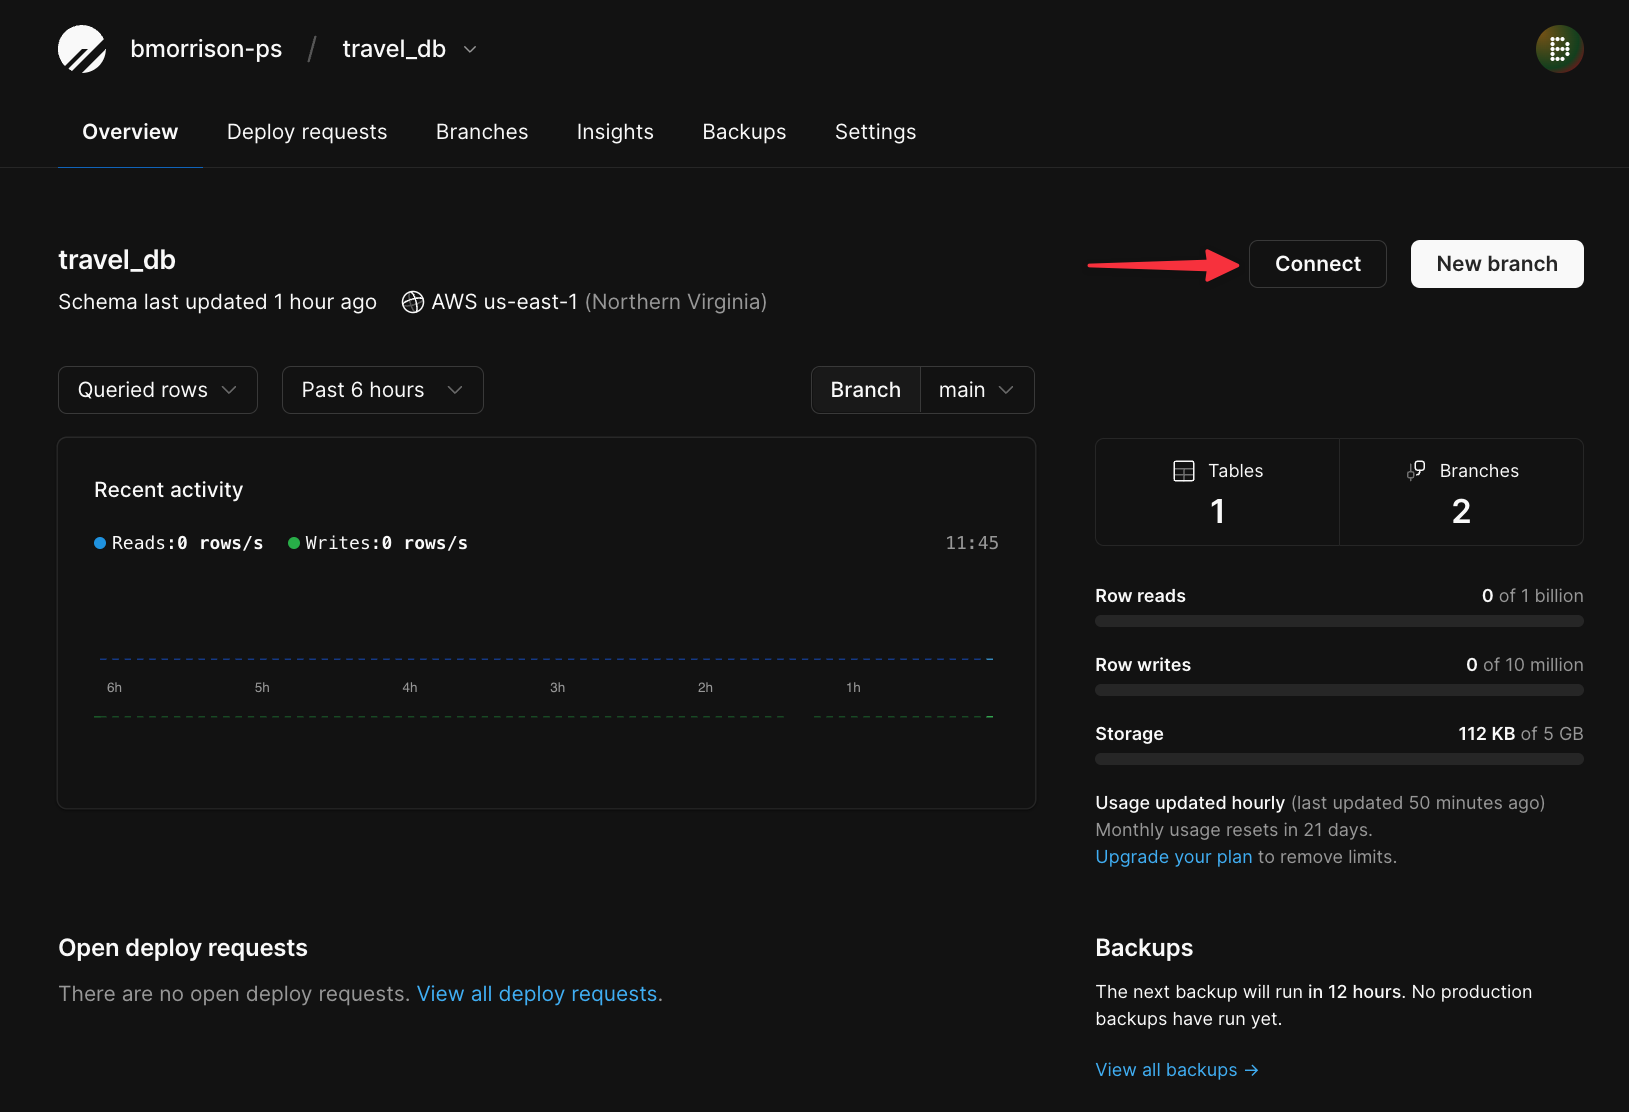 bmorrison-ps / travel_db
Overview Deploy requests Branches Insights Backups Settings
travel_db
Connect New branch
Schema last updated 1 hour ago AWS us-east-1 (Northern Virginia)
Queried rows Past 6 hours Branch main
Recent activity
Reads:0 rows/s Writes:0 rows/s 11:45
6h 5h 4h 3h 2h 1h
Tables Branches
1 2
Row reads 0 of 1 billion
Row writes 0 of 10 million
Storage 112 KB of 5 GB
Usage updated hourly (last updated 50 minutes ago)
Monthly usage resets in 21 days.
Upgrade your plan to remove limits.
Open deploy requests
There are no open deploy requests. View all deploy requests.
Backups
The next backup will run in 12 hours. No production
backups have run yet.
View all backups →